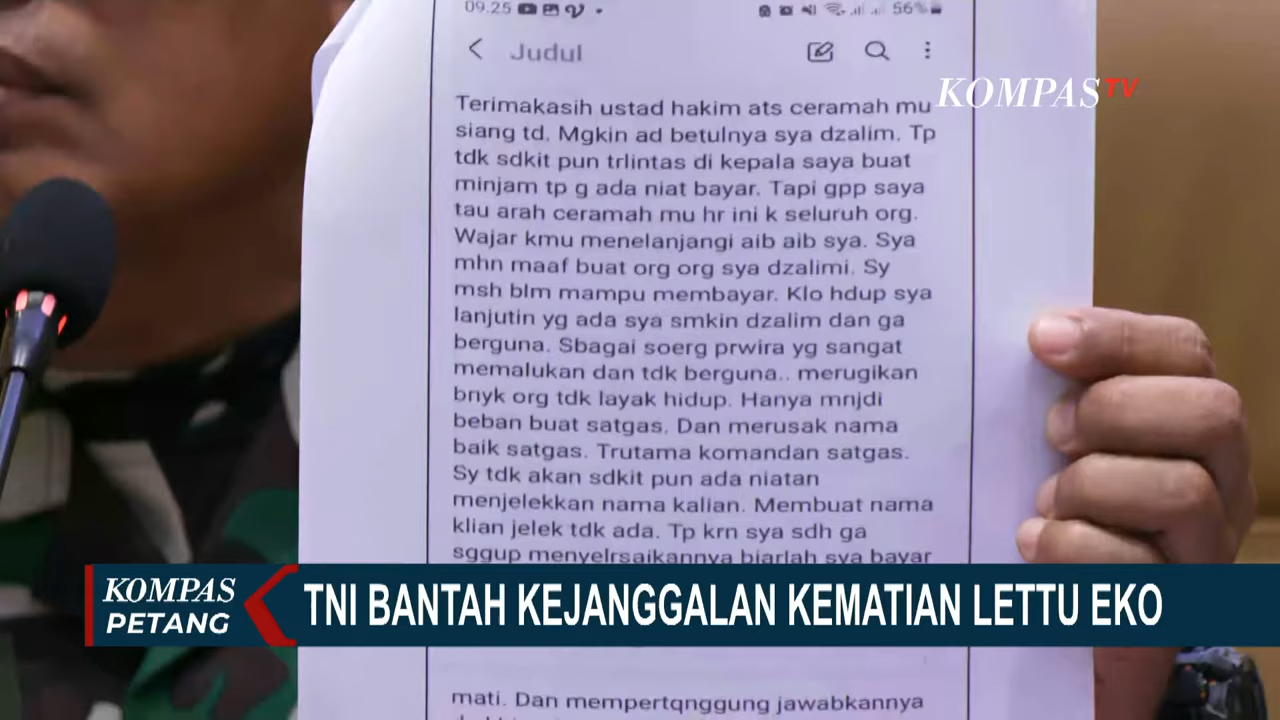 09.25
56%
Judul
KOMPAS TV
Terimakasih ustad hakim ats ceramah mu
siang td. Mgkin ad betulnya sya dzalim. Tp
tdk sdkit pun trlintas di kepala saya buat
minjam tp g ada niat bayar. Tapi gpp saya
tau arah ceramah mu hr ini k seluruh org.
Wajar kmu menelanjangi aib aib sya. Sya
mhn maaf buat org org sya dzalimi. Sy
msh blm mampu membayar. Klo hdup sya
lanjutin yg ada sya smkin dzalim dan ga
berguna. Sbagai soerg prwira yg sangat
memalukan dan tdk berguna.. merugikan
bnyk org tdk layak hidup. Hanya mnjdi
beban buat satgas. Dan merusak nama
baik satgas. Trutama komandan satgas.
Sy tdk akan sdkit pun ada niatan
menjelekkan nama kalian. Membuat nama
klian jelek tdk ada. Tp krn sya sdh ga
sggup menyelrsaikannya biarlah sya bayar
KOMPAS
PETANG
TNI BANTAH KEJANGGALAN KEMATIAN LETTU EKO
mati. Dan mempertqnggung jawabkannya